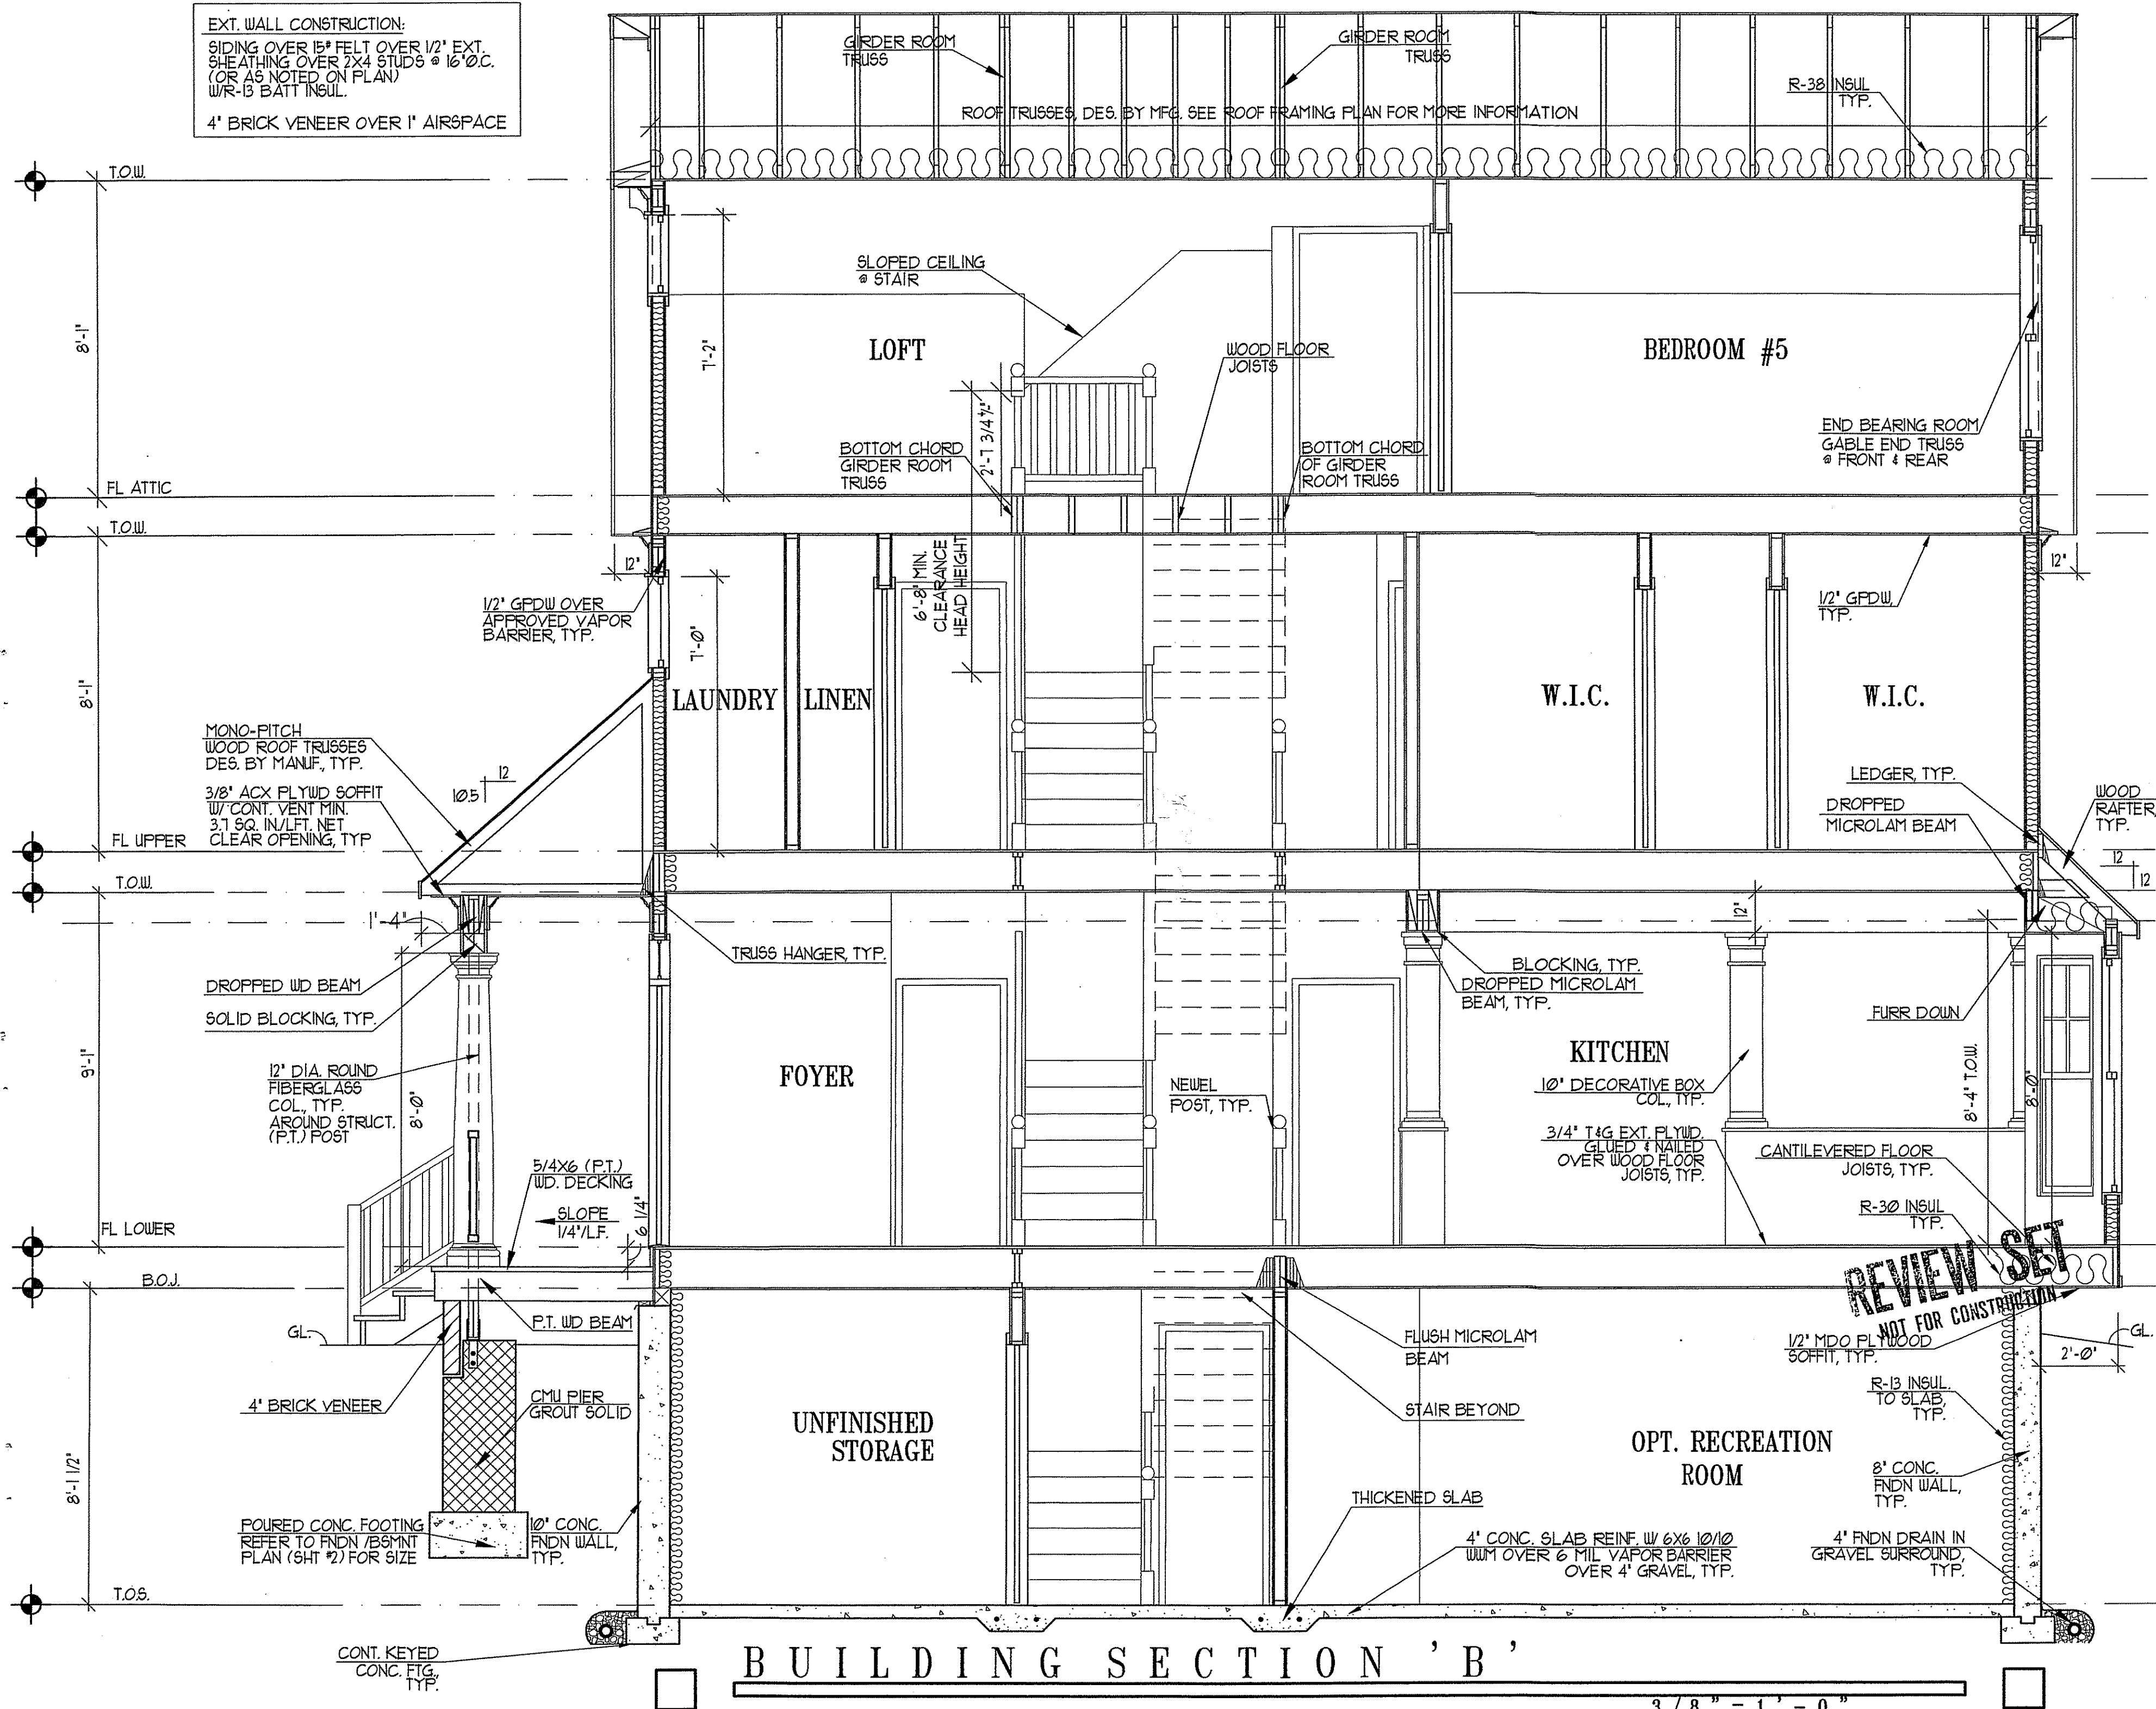 EXT. WALL CONSTRUCTION:
SIDING OVER 15# FELT OVER 1/2" EXT.
SHEATHING OVER 2X4 STUDS @ 16"O.C.
(OR AS NOTED ON PLAN)
W/R-13 BATT INSUL.
4" BRICK VENEER OVER 1" AIRSPACE
GIRDER ROOM
TRUSS
GIRDER ROOM
TRUSS
R-38 INSUL
TYP.
ROOF TRUSSES, DES. BY MFG. SEE ROOF FRAMING PLAN FOR MORE INFORMATION
T.O.W.
8'-1"
SLOPED CEILING
@ STAIR
7'-2"
LOFT
WOOD FLOOR
JOISTS
BEDROOM #5
2'-7 3/4"
BOTTOM CHORD
GIRDER ROOM
TRUSS
BOTTOM CHORD
OF GIRDER
ROOM TRUSS
END BEARING ROOM
GABLE END TRUSS
@ FRONT & REAR
FL ATTIC
T.O.W.
12"
12"
6'-8" MIN.
CLEARANCE
HEAD HEIGHT
1/2" GPDW OVER
APPROVED VAPOR
BARRIER, TYP.
1/2" GPDW,
TYP.
7'-0"
8'-1"
LAUNDRY
LINEN
W.I.C.
W.I.C.
MONO-PITCH
WOOD ROOF TRUSSES
DES. BY MANUF., TYP.
12
10.5
3/8" ACX PLYWD SOFFIT
W/ CONT. VENT MIN.
3.7 SQ. IN./LFT. NET
CLEAR OPENING, TYP
LEDGER, TYP.
DROPPED
MICROLAM BEAM
WOOD
RAFTER,
TYP.
12
12
FL UPPER
T.O.W.
1'-4"
12"
TRUSS HANGER, TYP.
BLOCKING, TYP.
DROPPED MICROLAM
BEAM, TYP.
DROPPED WD BEAM
SOLID BLOCKING, TYP.
FURR DOWN
9'-1"
12" DIA. ROUND
FIBERGLASS
COL., TYP.
AROUND STRUCT.
(P.T.) POST
8'-0"
FOYER
NEWEL
POST, TYP.
KITCHEN
10" DECORATIVE BOX
COL., TYP.
8'-4" T.O.W.
8'-0"
3/4" T&G EXT. PLYWD.
GLUED & NAILED
OVER WOOD FLOOR
JOISTS, TYP.
CANTILEVERED FLOOR
JOISTS, TYP.
5/4X6 (P.T.)
WD. DECKING
SLOPE
1/4"/LF.
6 1/4"
R-30 INSUL
TYP.
FL LOWER
B.O.J.
REVIEW SET
NOT FOR CONSTRUCTION
GL.
P.T. WD BEAM
FLUSH MICROLAM
BEAM
1/2" MDO PLYWOOD
SOFFIT, TYP.
GL.
2'-0"
4" BRICK VENEER
CMU PIER
GROUT SOLID
STAIR BEYOND
R-13 INSUL.
TO SLAB,
TYP.
UNFINISHED
STORAGE
OPT. RECREATION
ROOM
8'-1 1/2"
8" CONC.
FNDN WALL,
TYP.
THICKENED SLAB
POURED CONC. FOOTING
REFER TO FNDN /BSMNT
PLAN (SHT #2) FOR SIZE
10" CONC.
FNDN WALL,
TYP.
4" CONC. SLAB REINF. W/ 6X6 10/10
WWM OVER 6 MIL VAPOR BARRIER
OVER 4" GRAVEL, TYP.
4" FNDN DRAIN IN
GRAVEL SURROUND,
TYP.
T.O.S.
CONT. KEYED
CONC. FTG.,
TYP.
BUILDING SECTION 'B'
3/8"=1'-0"